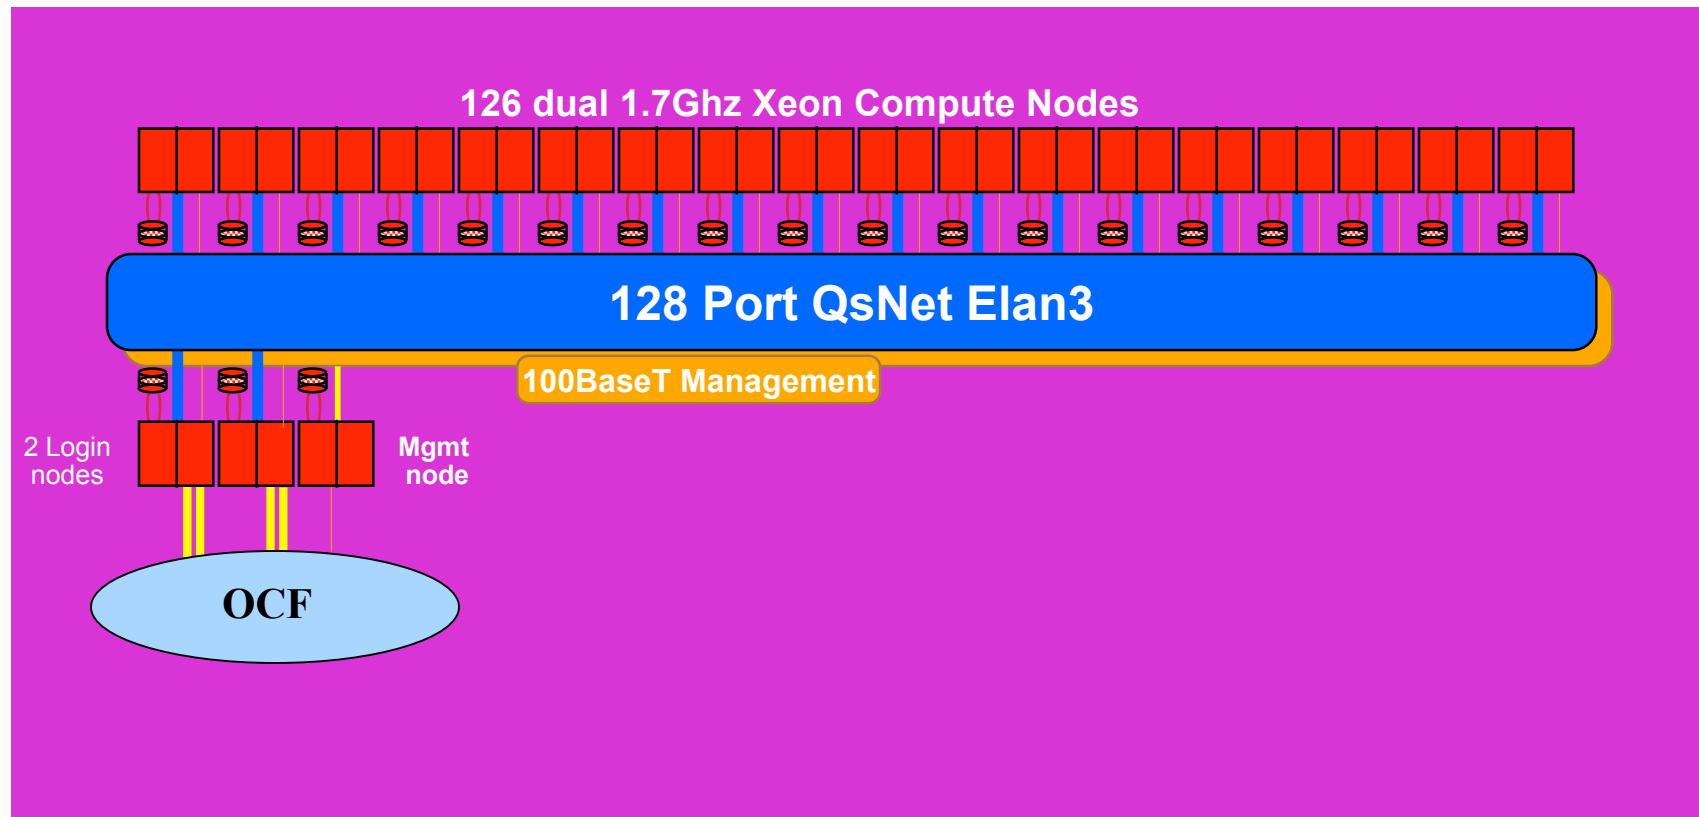 126 dual 1.7Ghz Xeon Compute Nodes
128 Port QsNet Elan3
100BaseT Management
2 Login
nodes
Mgmt
node
OCF